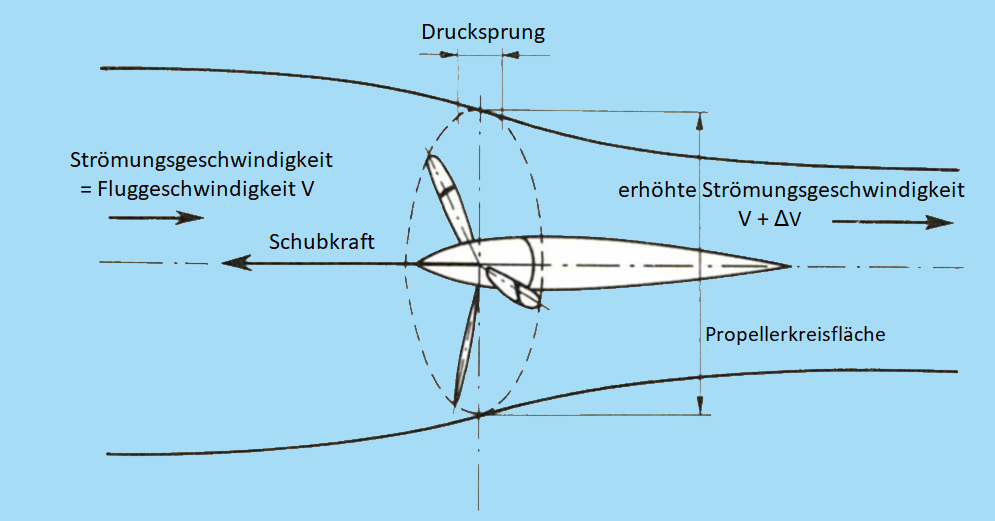 Drucksprung
Strömungsgeschwindigkeit
= Fluggeschwindigkeit V
erhöhte Strömungsgeschwindigkeit
V + ΔV
Schubkraft
Propellerkreisfläche